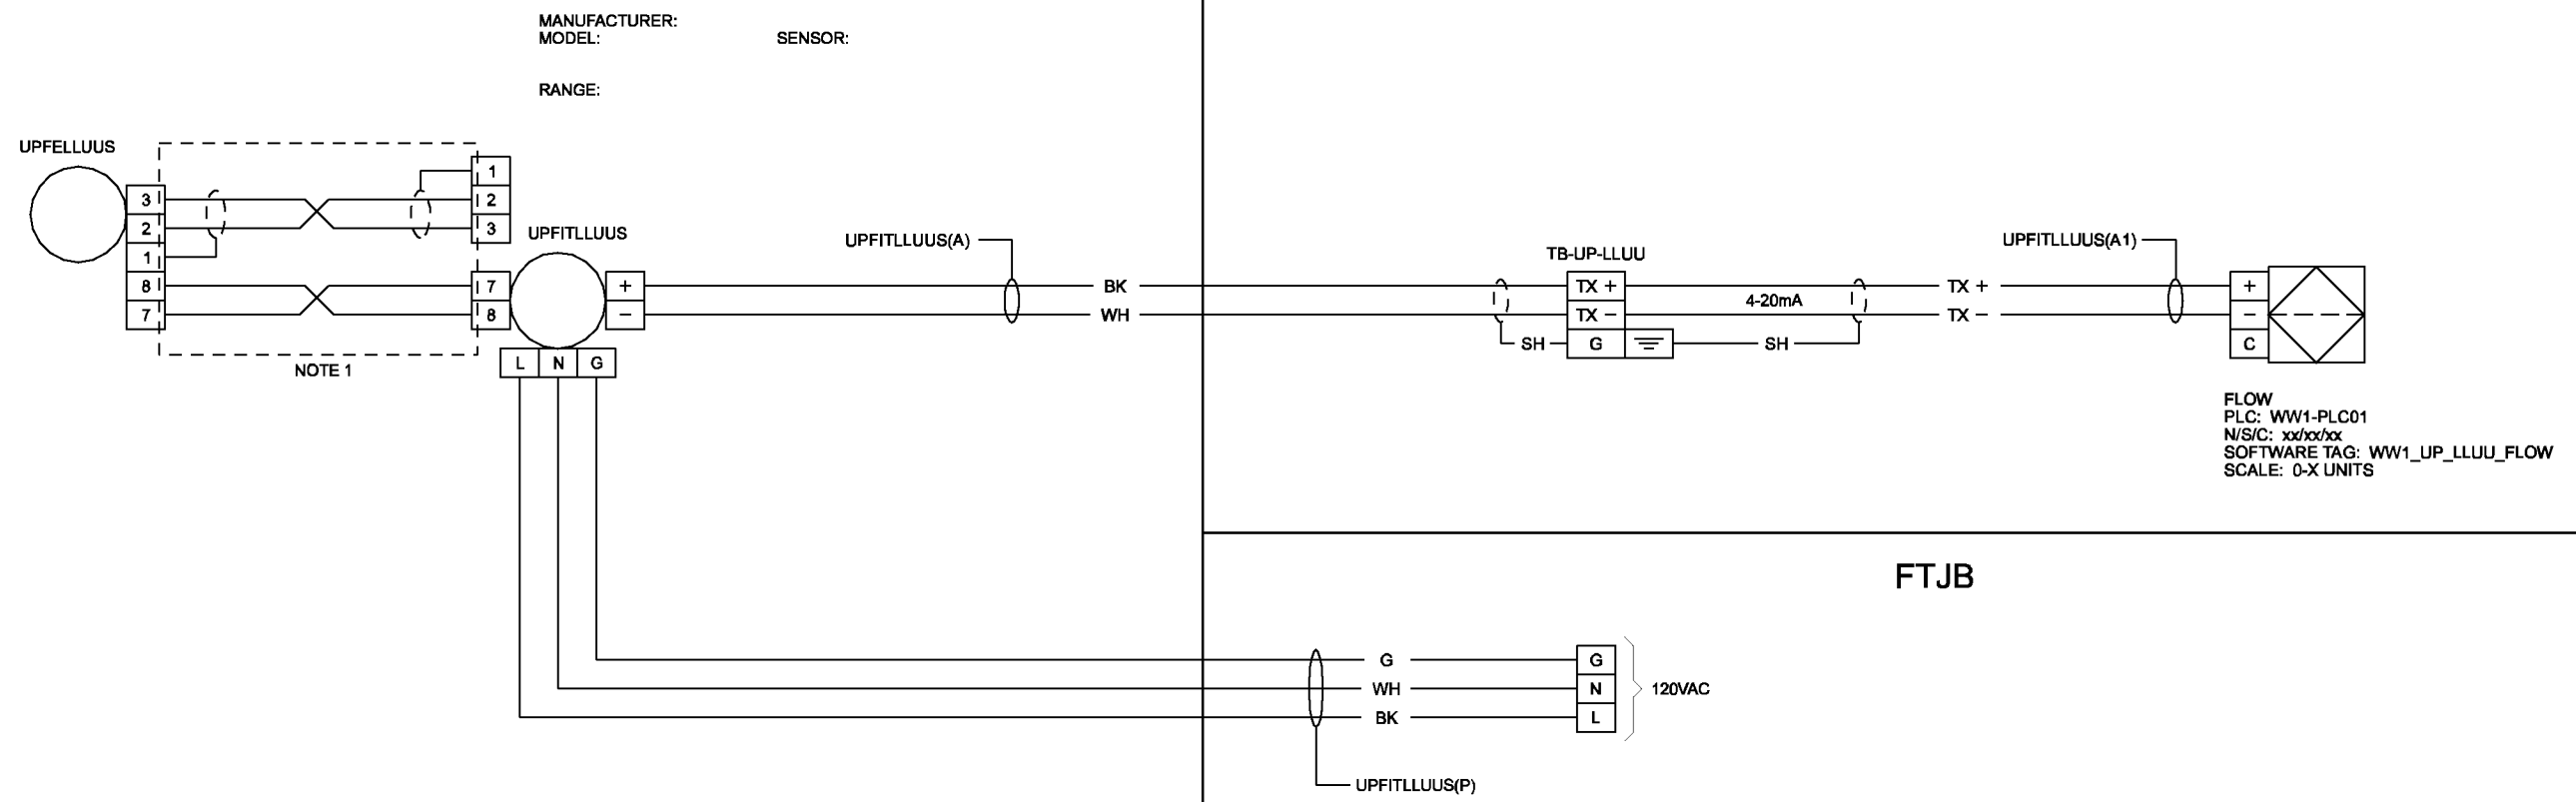 MANUFACTURER:
MODEL:
SENSOR:
RANGE:
UPFELLUUS
3
2
1
8
7
1
2
3
7
8
NOTE 1
UPFITLLUUS
+
−
L N G
UPFITLLUUS(A)
BK
WH
TB-UP-LLUU
TX +
TX −
G
SH
4-20mA
SH
TX +
TX −
UPFITLLUUS(A1)
+
−
C
FLOW
PLC: WW1-PLC01
N/S/C: xx/xx/xx
SOFTWARE TAG: WW1_UP_LLUU_FLOW
SCALE: 0-X UNITS
FTJB
G
WH
BK
G
N
L
120VAC
UPFITLLUUS(P)